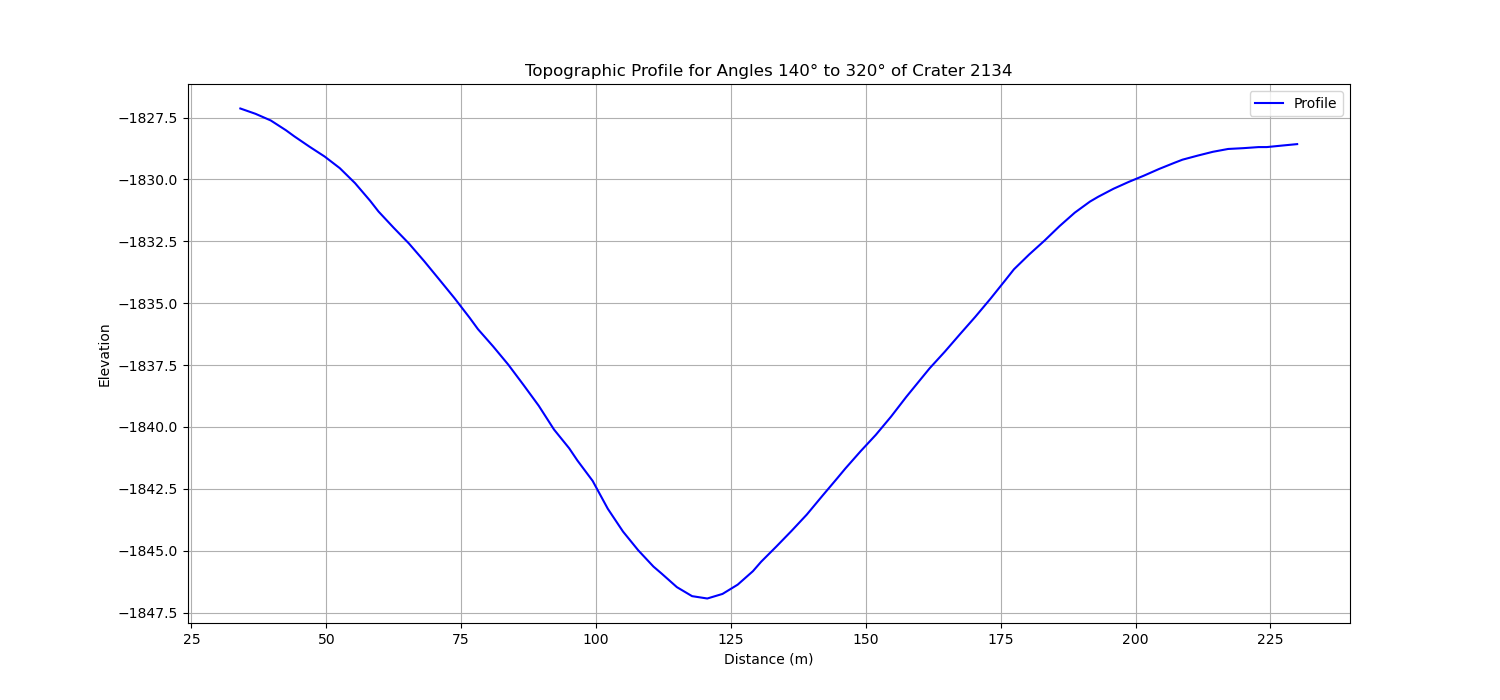 Topographic Profile for Angles 140° to 320° of Crater 2134
Profile
−1827.5
−1830.0
−1832.5
−1835.0
−1837.5
−1840.0
−1842.5
−1845.0
−1847.5
Elevation
25 50 75 100 125 150 175 200 225
Distance (m)